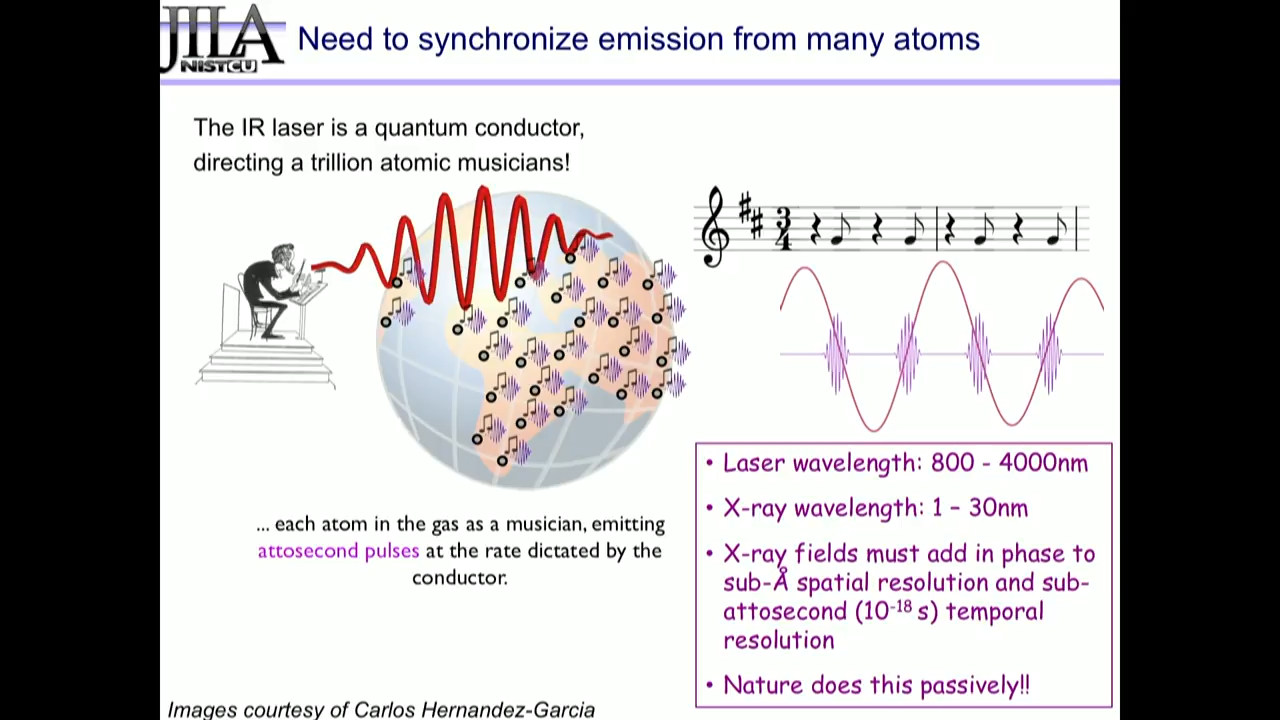 JILA
NIST CU
Need to synchronize emission from many atoms
The IR laser is a quantum conductor,
directing a trillion atomic musicians!
3
4
... each atom in the gas as a musician, emitting
attosecond pulses at the rate dictated by the
conductor.
• Laser wavelength: 800 - 4000nm
• X-ray wavelength: 1 – 30nm
• X-ray fields must add in phase to
sub-Å spatial resolution and sub-
attosecond (10⁻¹⁸ s) temporal
resolution
• Nature does this passively!!
Images courtesy of Carlos Hernandez-Garcia